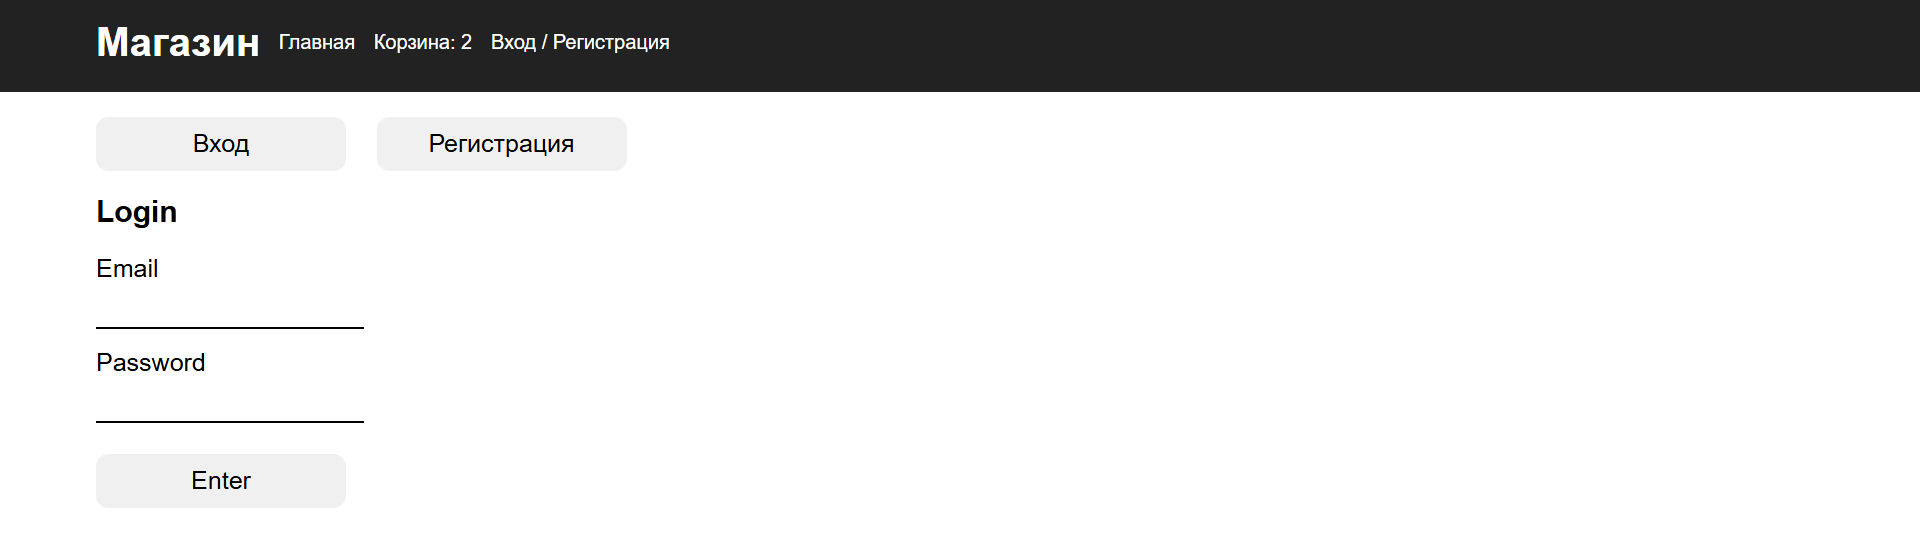 Магазин Главная Корзина: 2 Вход / Регистрация
Вход Регистрация
Login
Email
Password
Enter